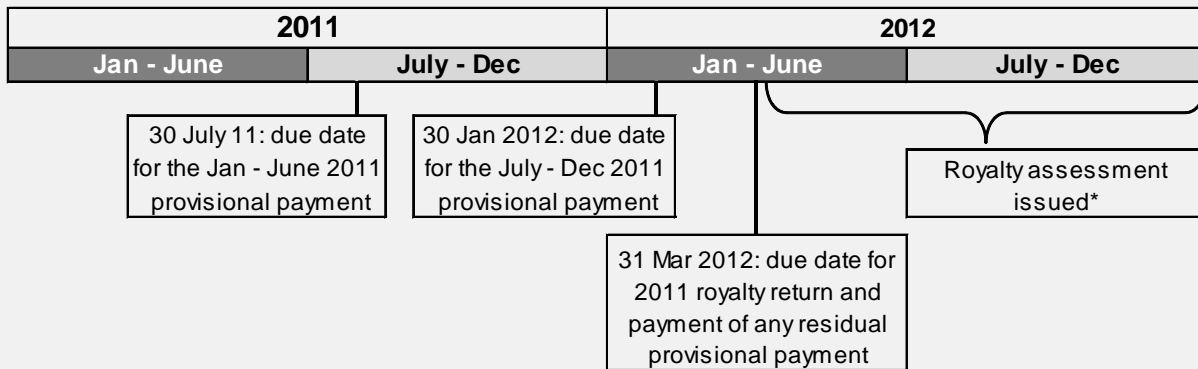 2011
2012
Jan - June
July - Dec
Jan - June
July - Dec
30 July 11: due date
for the Jan - June 2011
provisional payment
30 Jan 2012: due date
for the July - Dec 2011
provisional payment
Royalty assessment
issued*
31 Mar 2012: due date for
2011 royalty return and
payment of any residual
provisional payment